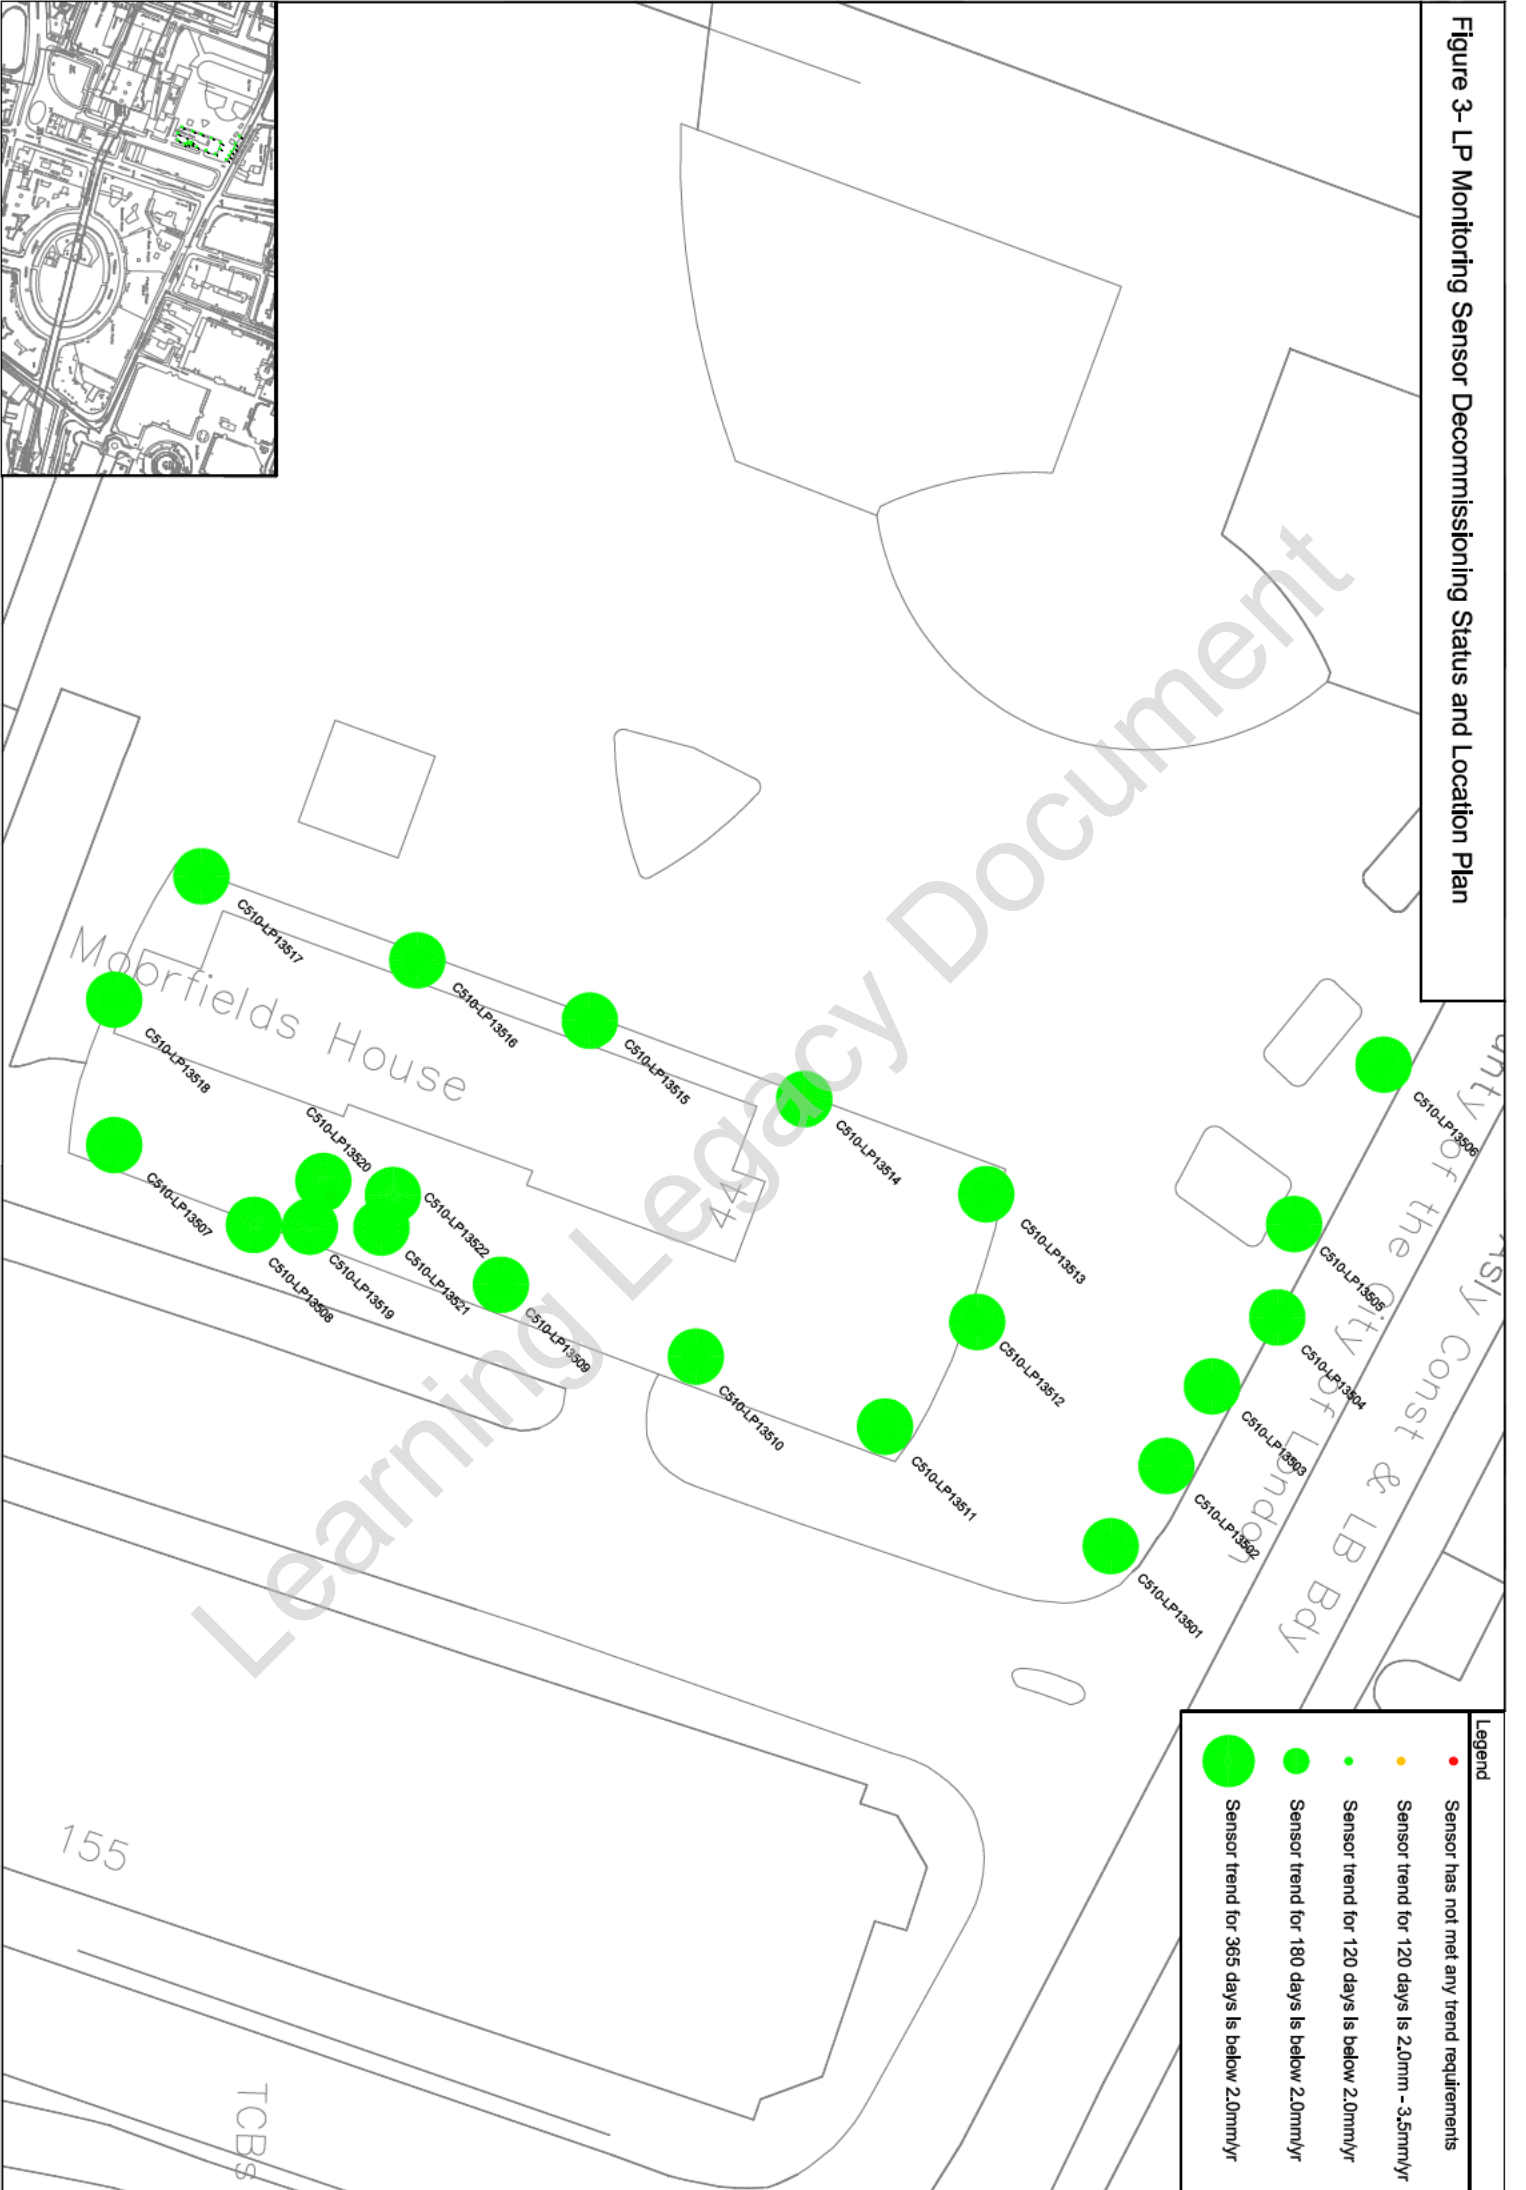 Figure 3- LP Monitoring Sensor Decommissioning Status and Location Plan
Legend
Sensor has not met any trend requirements
Sensor trend for 120 days is 2.0mm - 3.5mm/yr
Sensor trend for 120 days is below 2.0mm/yr
Sensor trend for 180 days is below 2.0mm/yr
Sensor trend for 365 days is below 2.0mm/yr
Asly Const & LB Bdy
unty of the City of London
C510-LP13506
C510-LP13505
C510-LP13504
C510-LP13503
C510-LP13502
C510-LP13501
C510-LP13513
C510-LP13512
C510-LP13511
C510-LP13514
C510-LP13510
C510-LP13515
C510-LP13509
C510-LP13516
C510-LP13522
C510-LP13521
C510-LP13520
C510-LP13519
C510-LP13508
C510-LP13517
C510-LP13518
C510-LP13507
Moorfields House
44
155
TCBs
Learning Legacy Document